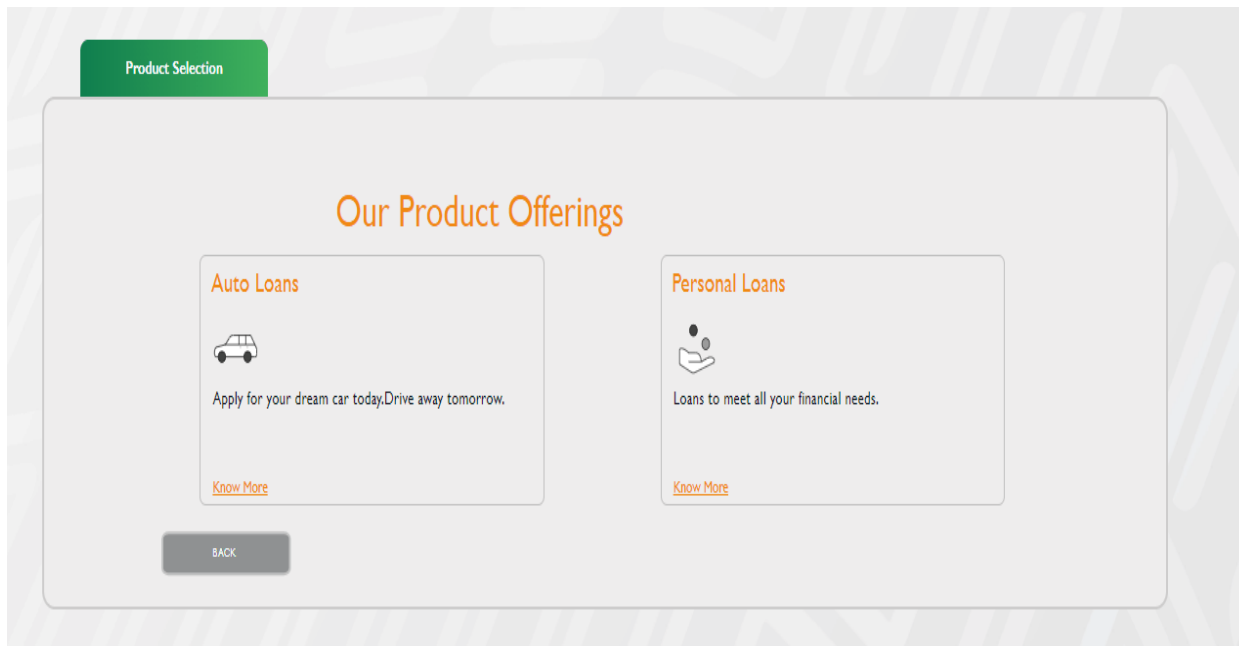 Product Selection
Our Product Offerings
Auto Loans
Apply for your dream car today.Drive away tomorrow.
Know More
Personal Loans
Loans to meet all your financial needs.
Know More
BACK